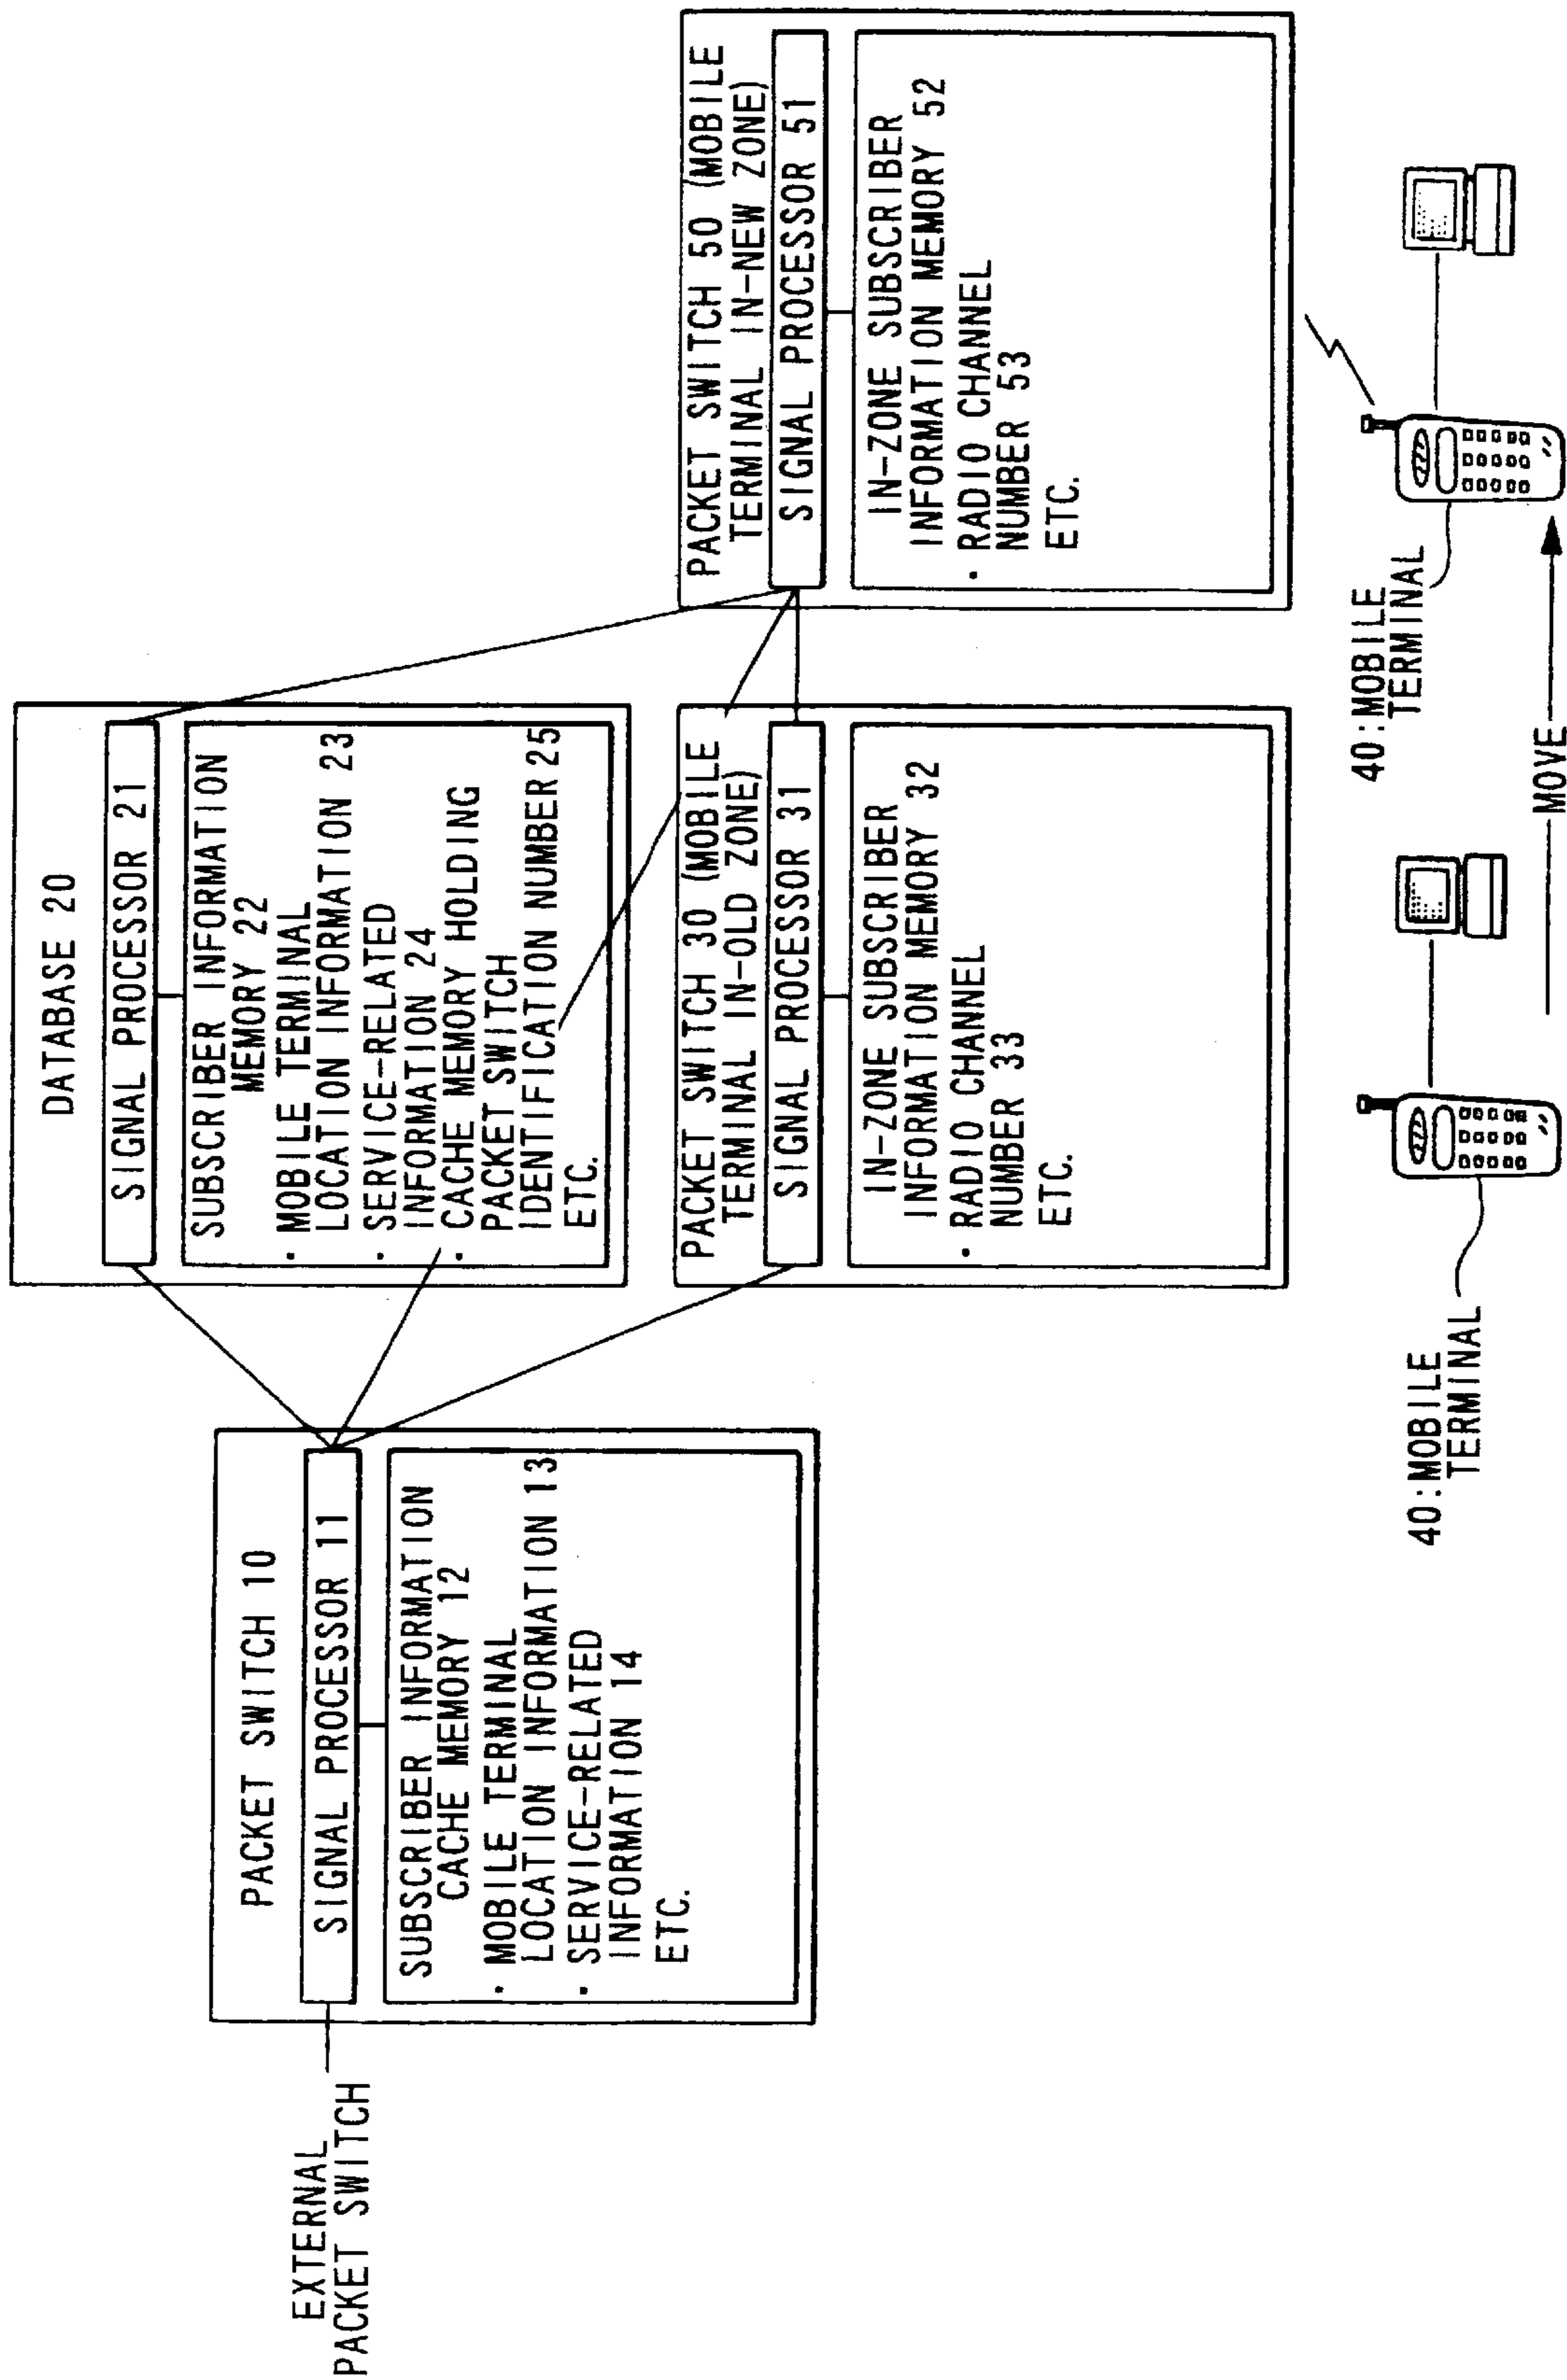 EXTERNAL
PACKET SWITCH
PACKET SWITCH 10
SIGNAL PROCESSOR 11
SUBSCRIBER INFORMATION
CACHE MEMORY 12
· MOBILE TERMINAL
LOCATION INFORMATION 13
· SERVICE-RELATED
INFORMATION 14
ETC.
DATABASE 20
SIGNAL PROCESSOR 21
SUBSCRIBER INFORMATION
MEMORY 22
· MOBILE TERMINAL
LOCATION INFORMATION 23
· SERVICE-RELATED
INFORMATION 24
· CACHE MEMORY HOLDING
PACKET SWITCH
IDENTIFICATION NUMBER 25
ETC.
PACKET SWITCH 30 (MOBILE
TERMINAL IN-OLD ZONE)
SIGNAL PROCESSOR 31
IN-ZONE SUBSCRIBER
INFORMATION MEMORY 32
· RADIO CHANNEL
NUMBER 33
ETC.
PACKET SWITCH 50 (MOBILE
TERMINAL IN-NEW ZONE)
SIGNAL PROCESSOR 51
IN-ZONE SUBSCRIBER
INFORMATION MEMORY 52
· RADIO CHANNEL
NUMBER 53
ETC.
40:MOBILE
TERMINAL
40:MOBILE
TERMINAL
MOVE